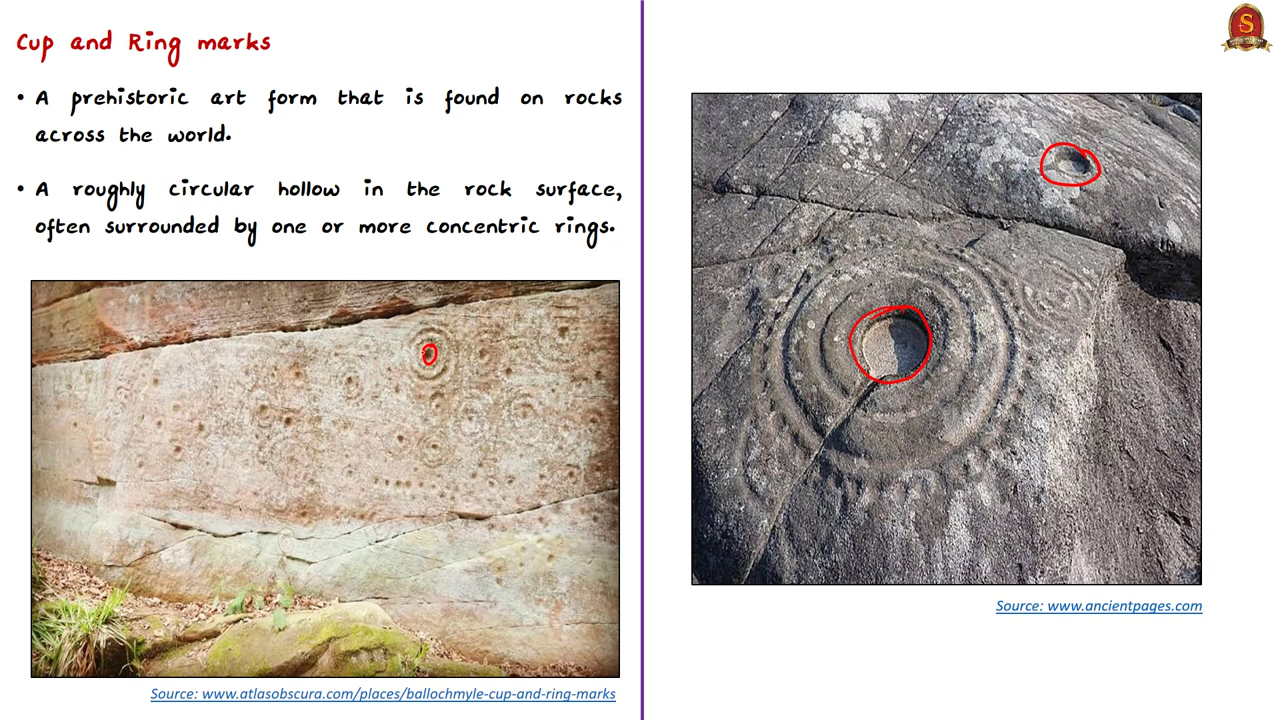 Cup and Ring marks
• A prehistoric art form that is found on rocks
across the world.
• A roughly circular hollow in the rock surface,
often surrounded by one or more concentric rings.
Source: www.atlasobscura.com/places/ballochmyle-cup-and-ring-marks
S
Source: www.ancientpages.com